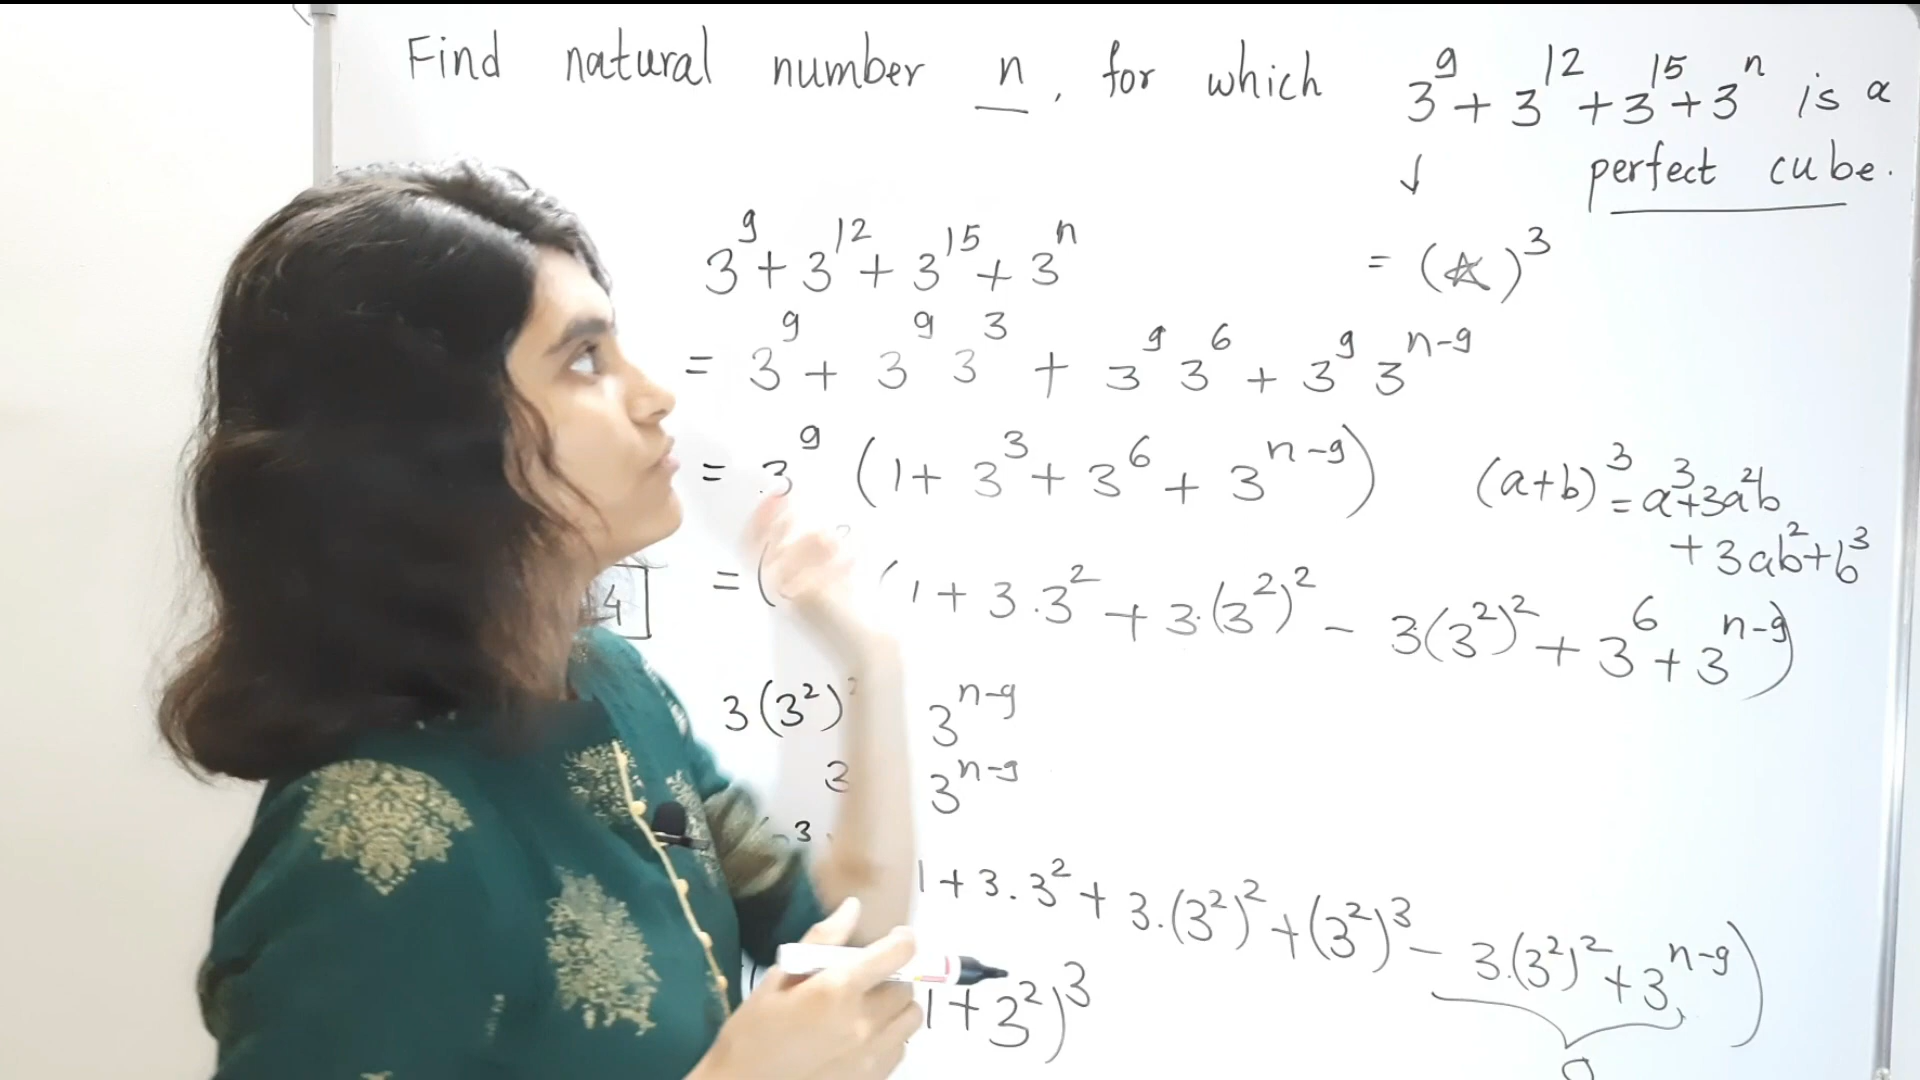 Find natural number n, for which 3^9 + 3^12 + 3^15 + 3^n is a
↓ perfect cube.
3^9 + 3^12 + 3^15 + 3^n = (☆)^3
= 3^9 + 3^9 3^3 + 3^9 3^6 + 3^9 3^(n-9)
= 3^9 (1 + 3^3 + 3^6 + 3^(n-9))
(a+b)^3 = a^3 + 3a^2b
+ 3ab^2 + b^3
= ( 1 + 3.3^2 + 3.(3^2)^2 - 3(3^2)^2 + 3^6 + 3^(n-9))
4
3(3^2) 3^(n-9)
3 3^(n-9)
3
1 + 3.3^2 + 3.(3^2)^2 + (3^2)^3 - 3.(3^2)^2 + 3^(n-9))
1+3^2)^3